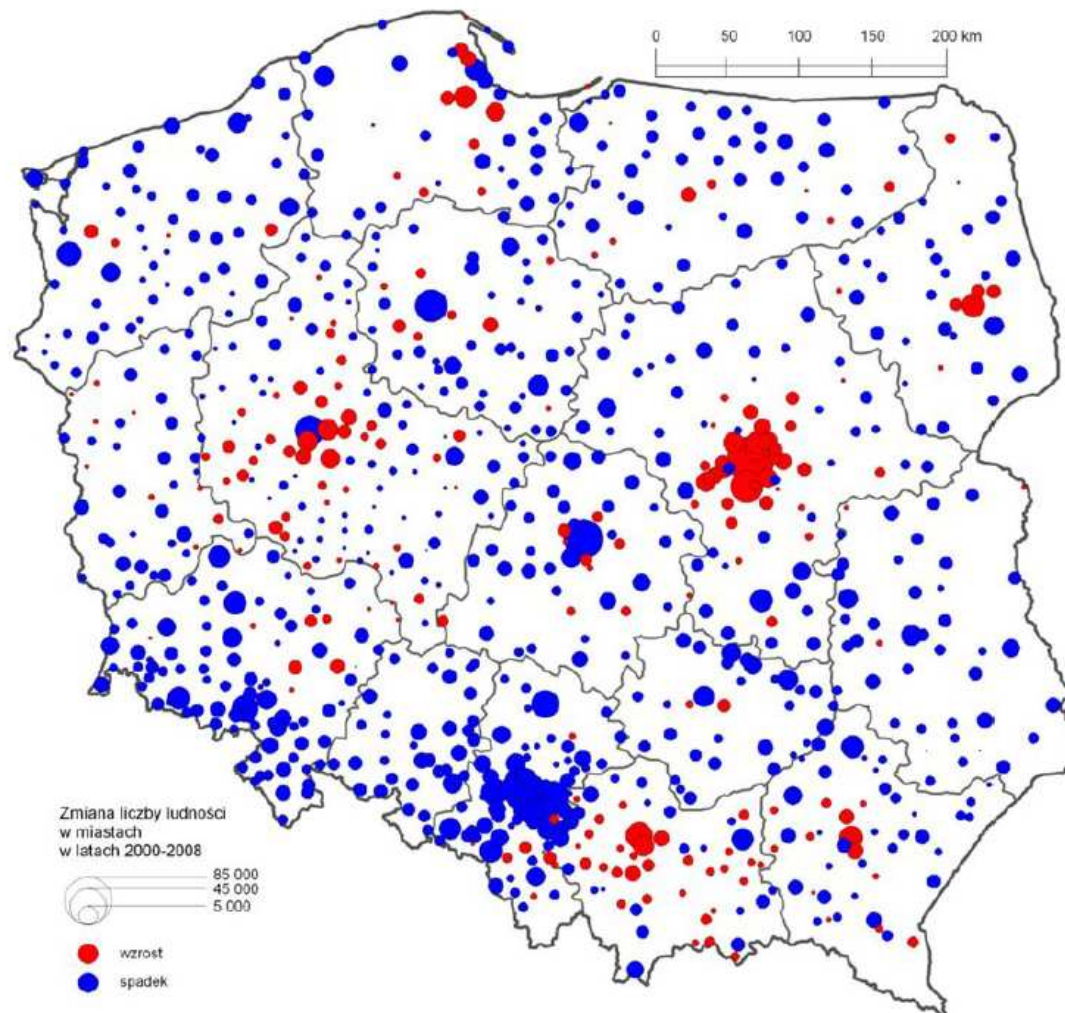 0 50 100 150 200 km
Zmiana liczby ludności
w miastach
w latach 2000-2008
85 000
45 000
5 000
wzrost
spadek